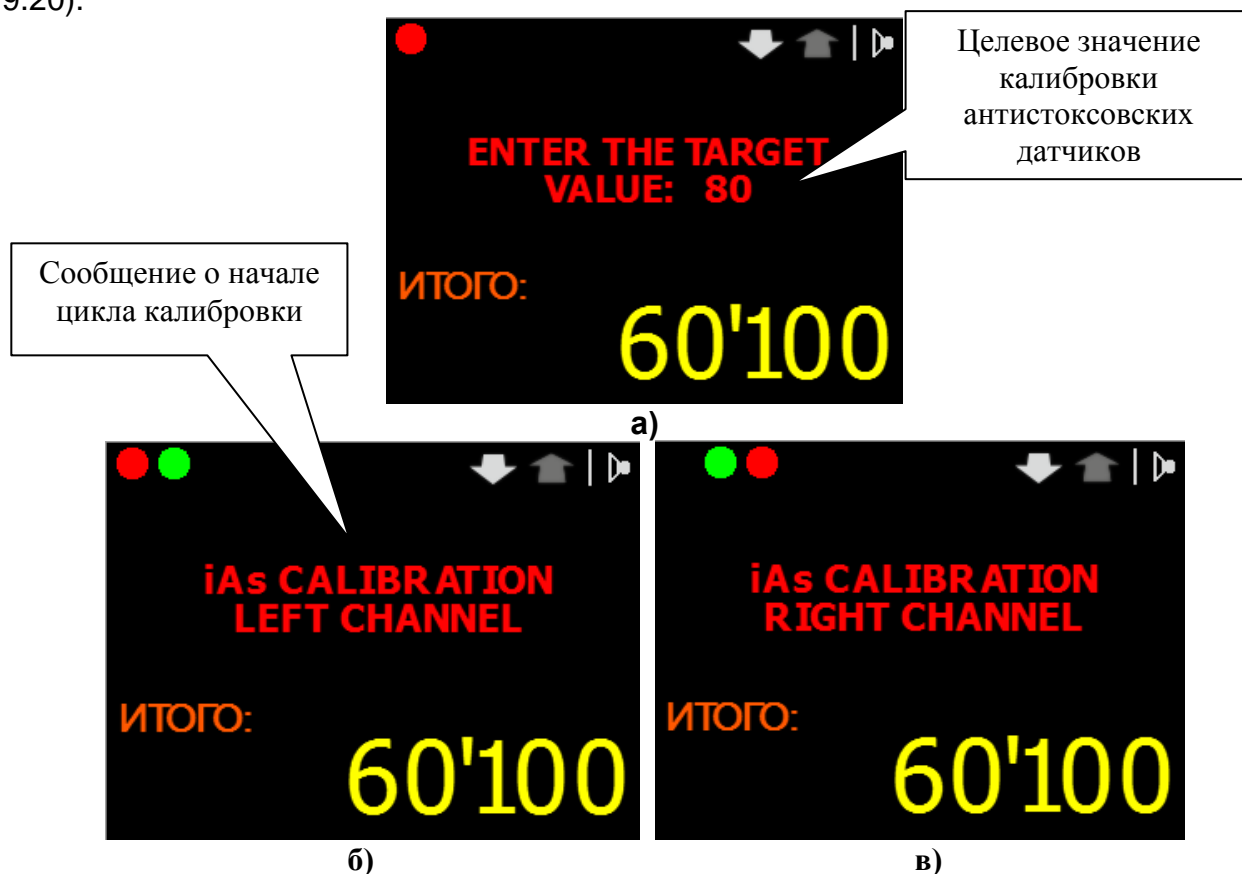 9.20).
Целевое значение
калибровки
антистоксовских
датчиков
ENTER THE TARGET
VALUE: 80
ИТОГО:
60'100
Сообщение о начале
цикла калибровки
а)
iAs CALIBRATION
LEFT CHANNEL
ИТОГО:
60'100
б)
iAs CALIBRATION
RIGHT CHANNEL
ИТОГО:
60'100
в)